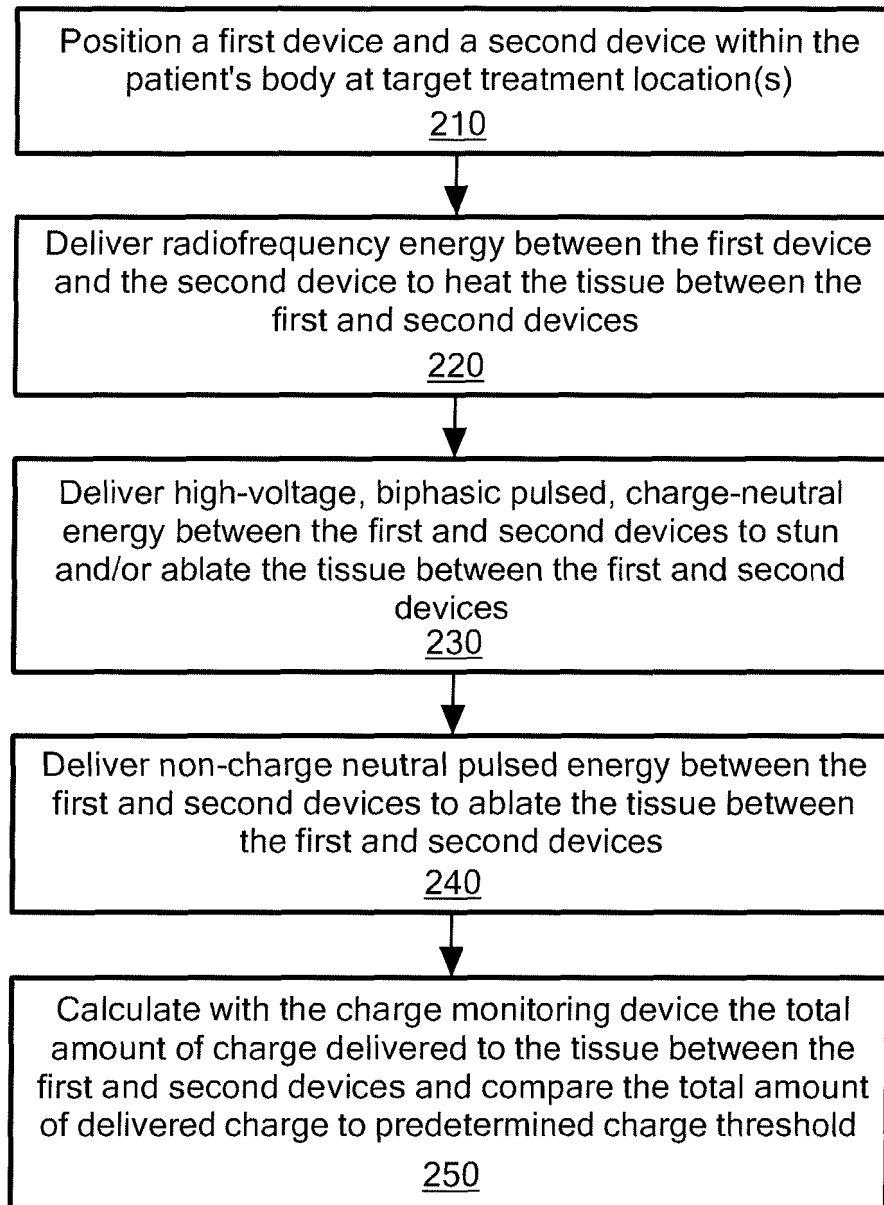 Position a first device and a second device within the
patient's body at target treatment location(s)
210
Deliver radiofrequency energy between the first device
and the second device to heat the tissue between the
first and second devices
220
Deliver high-voltage, biphasic pulsed, charge-neutral
energy between the first and second devices to stun
and/or ablate the tissue between the first and second
devices
230
Deliver non-charge neutral pulsed energy between the
first and second devices to ablate the tissue between
the first and second devices
240
Calculate with the charge monitoring device the total
amount of charge delivered to the tissue between the
first and second devices and compare the total amount
of delivered charge to predetermined charge threshold
250